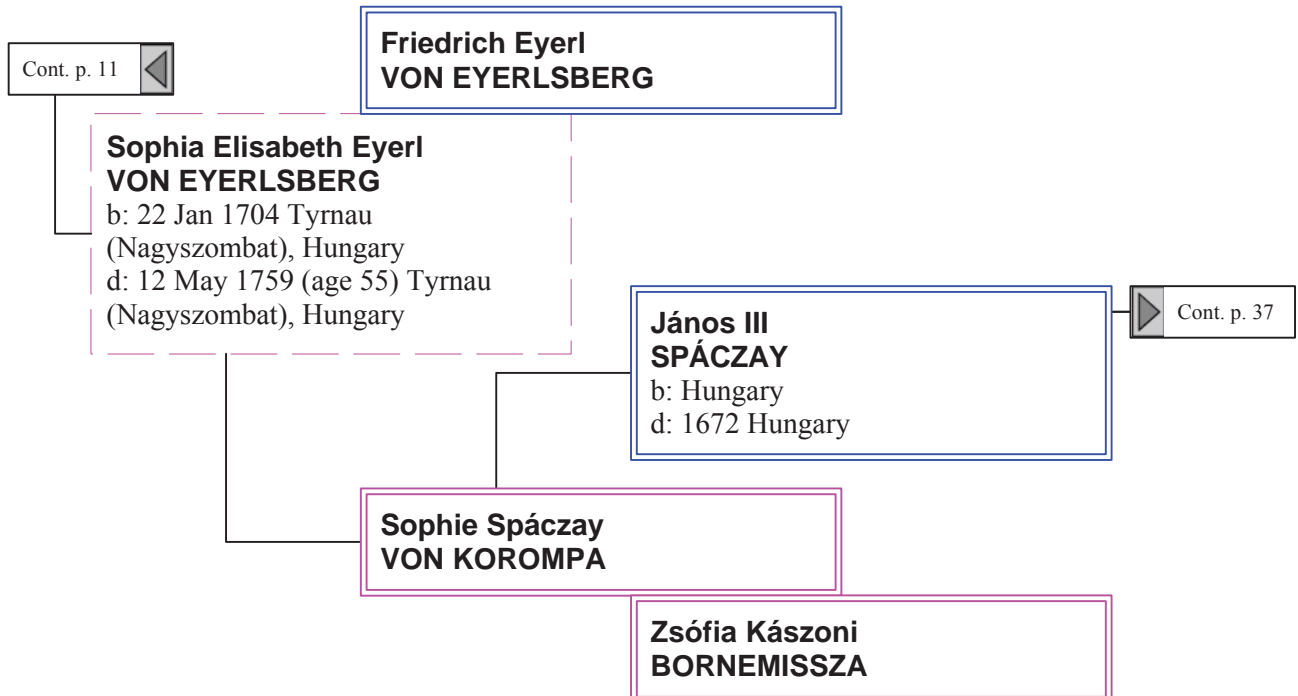 Friedrich Eyerl
VON EYERLSBERG
Cont. p. 11
Sophia Elisabeth Eyerl
VON EYERLSBERG
b: 22 Jan 1704 Tyrnau
(Nagyszombat), Hungary
d: 12 May 1759 (age 55) Tyrnau
(Nagyszombat), Hungary
János III
SPÁCZAY
b: Hungary
d: 1672 Hungary
Cont. p. 37
Sophie Spáczay
VON KOROMPA
Zsófia Kászoni
BORNEMISSZA